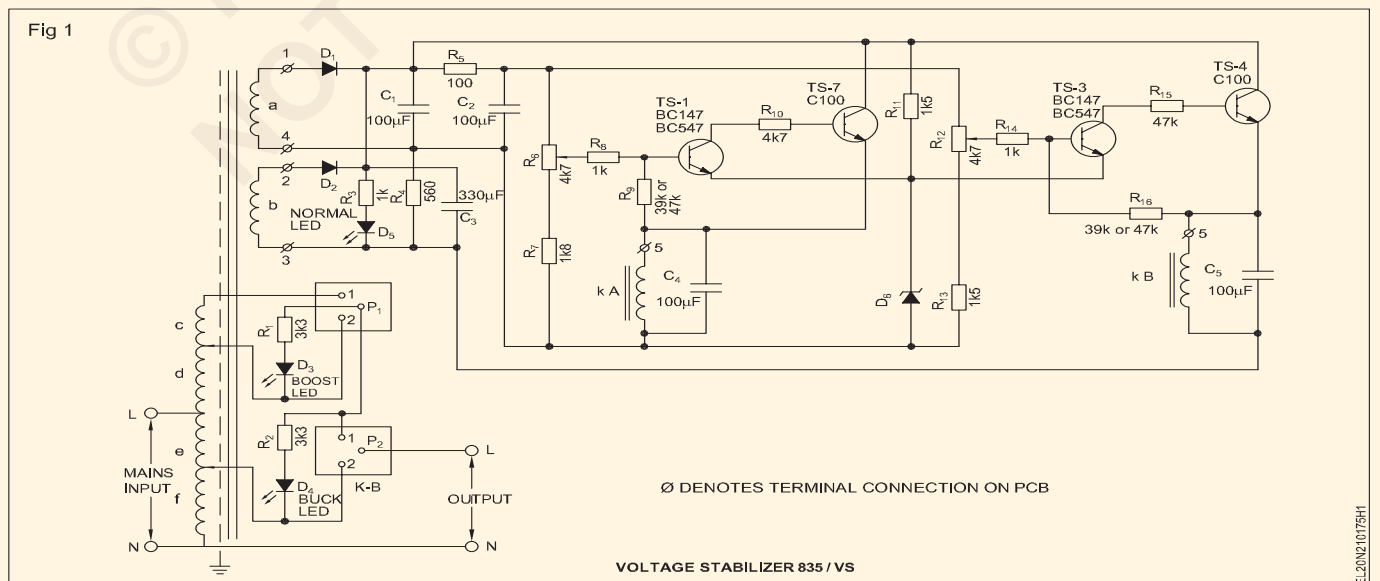 © NOT
Fig 1
1
D1
a
4
2
D2
b
NORMAL
LED
3
R3
1k
D5
C1
100µF
R4
560
R5
100
C2
100µF
330µF
C3
R6
4k7
R7
1k8
R8
1k
R9
39k or
47k
TS-1
BC147
BC547
R10
4k7
TS-7
C100
R11
1k5
R12
4k7
R14
1k
TS-3
BC147
BC547
R15
47k
TS-4
C100
5
k A
C4
100µF
D6
R13
1k5
R16
39k or 47k
5
k B
C5
100µF
c
d
e
f
R1
3k3
D3
BOOST
LED
1
P1
2
R2
3k3
D4
BUCK
LED
1
P2
2
K-B
L
MAINS
INPUT
N
L
OUTPUT
N
Ø DENOTES TERMINAL CONNECTION ON PCB
VOLTAGE STABILIZER 835 / VS
EL20N210175H1